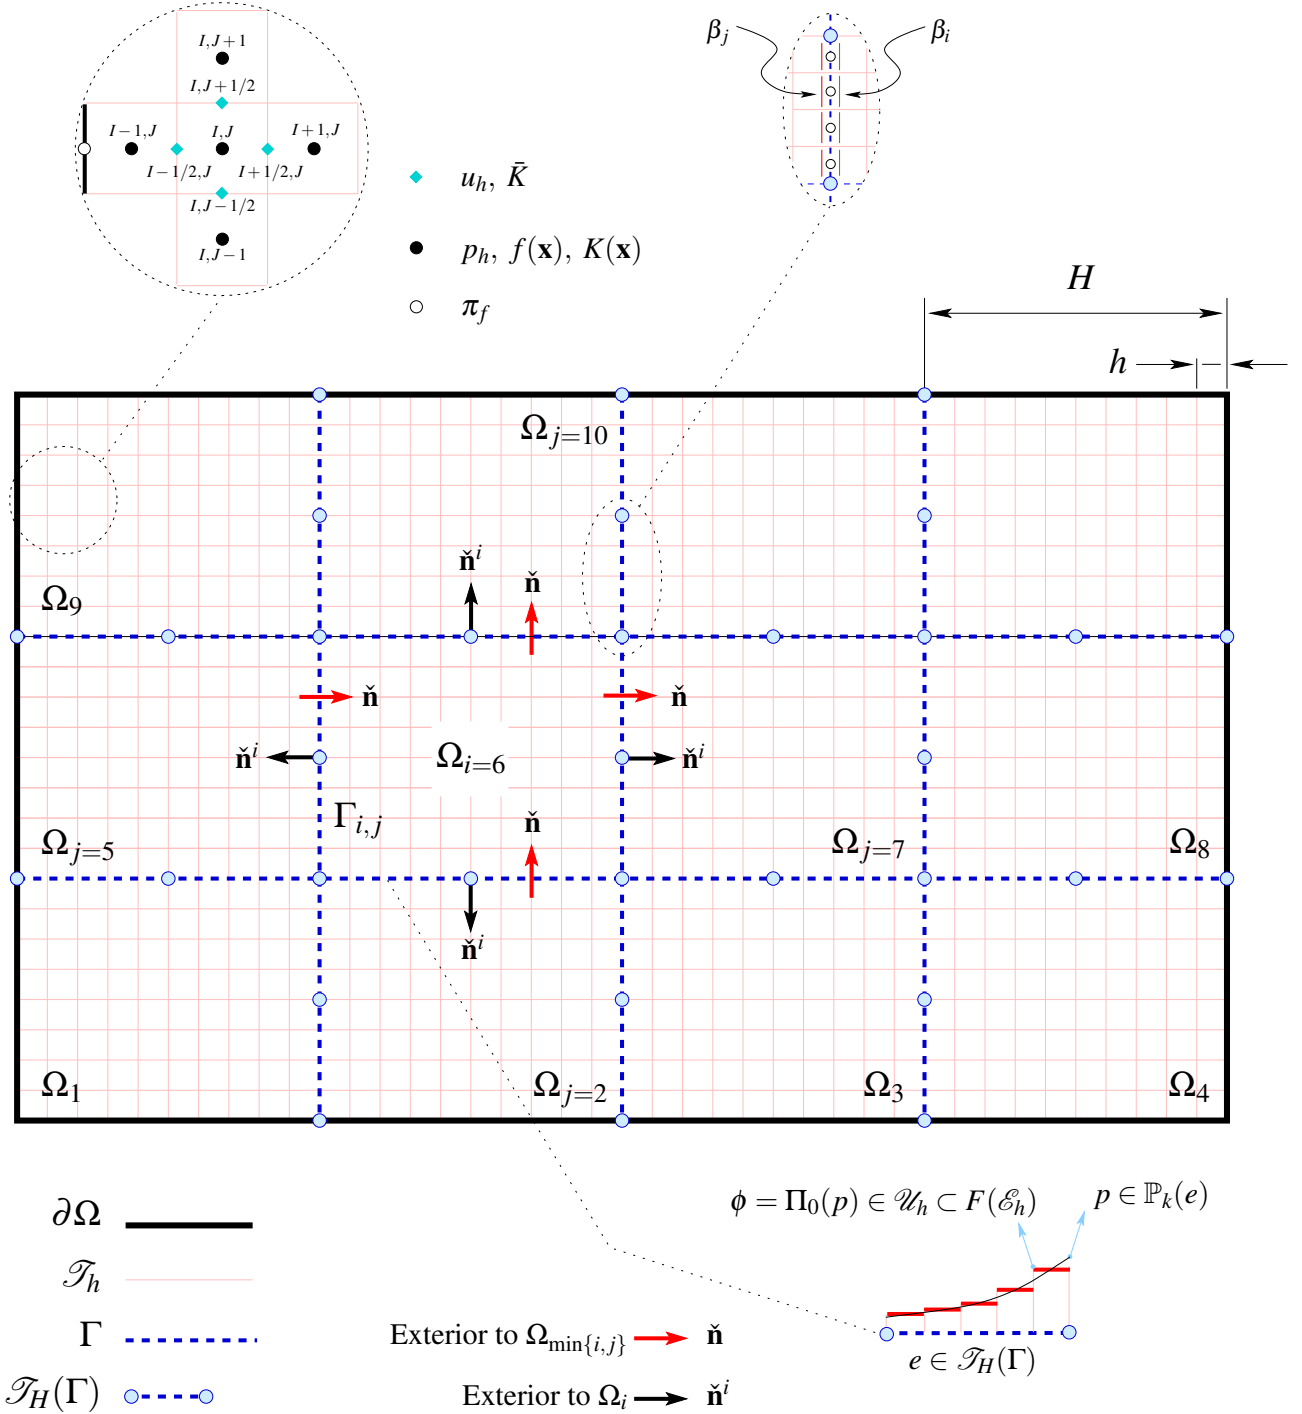 I,J+1
I,J+1/2
I−1,J
I,J
I+1,J
I−1/2,J
I+1/2,J
I,J−1/2
I,J−1
u_h, K̄
p_h, f(𝐱), K(𝐱)
π_f
β_j
β_i
H
h
Ω_{j=10}
Ω_9
𝐧̌^i
𝐧̌
𝐧̌
𝐧̌
𝐧̌^i
Ω_{i=6}
𝐧̌^i
Γ_{i,j}
𝐧̌
Ω_{j=5}
Ω_{j=7}
Ω_8
𝐧̌^i
Ω_1
Ω_{j=2}
Ω_3
Ω_4
∂Ω
𝒯_h
Γ
𝒯_H(Γ)
Exterior to Ω_{min{i,j}} 𝐧̌
Exterior to Ω_i 𝐧̌^i
ϕ = Π_0(p) ∈ 𝒰_h ⊂ F(ℰ_h)
p ∈ ℙ_k(e)
e ∈ 𝒯_H(Γ)